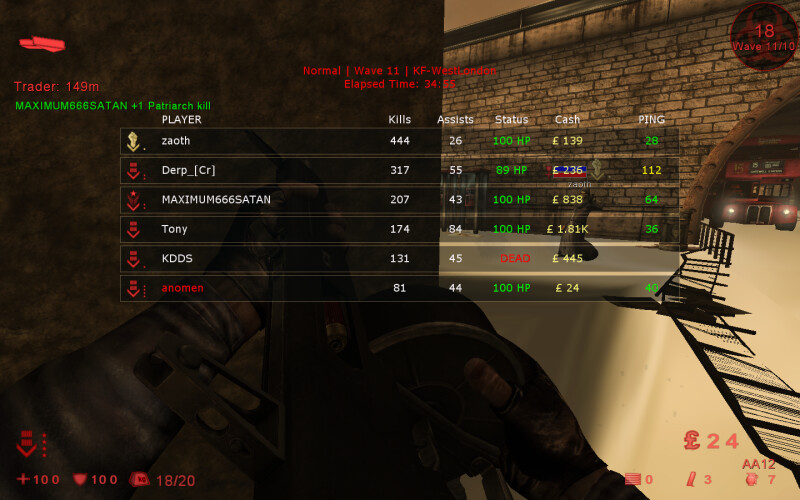 18
Wave 11/10
Normal | Wave 11 | KF-WestLondon
Elapsed Time: 34:55
Trader: 149m
MAXIMUM666SATAN +1 Patriarch kill
PLAYER Kills Assists Status Cash PING
zaoth 444 26 100 HP £ 139 28
Derp_[Cr] 317 55 89 HP £ 236 112
zaoth
MAXIMUM666SATAN 207 43 100 HP £ 838 64
Tony 174 84 100 HP £ 1.81K 36
KDDS 131 45 DEAD £ 445
anomen 81 44 100 HP £ 24 40
£ 24
AA12
100 100 18/20 0 3 7